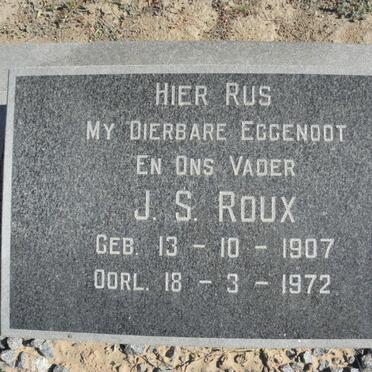 HIER RUS
MY DIERBARE EGGENOOT
EN ONS VADER
J. S. ROUX
GEB. 13 - 10 - 1907
OORL. 18 - 3 - 1972